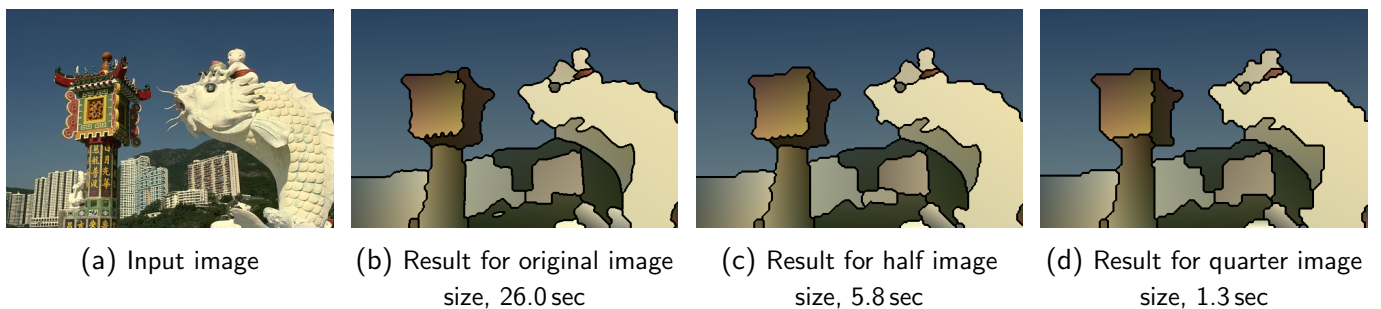 (a) Input image
(b) Result for original image
size, 26.0 sec
(c) Result for half image
size, 5.8 sec
(d) Result for quarter image
size, 1.3 sec